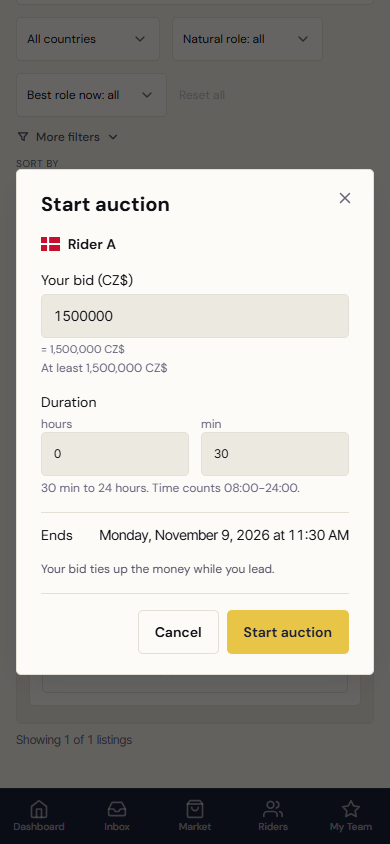 All countries
Natural role: all
Best role now: all
Reset all
More filters
SORT BY
Start auction
Rider A
Your bid (CZ$)
1500000
= 1,500,000 CZ$
At least 1,500,000 CZ$
Duration
hours
min
0
30
30 min to 24 hours. Time counts 08:00–24:00.
Ends
Monday, November 9, 2026 at 11:30 AM
Your bid ties up the money while you lead.
Cancel
Start auction
Showing 1 of 1 listings
Dashboard
Inbox
Market
Riders
My Team